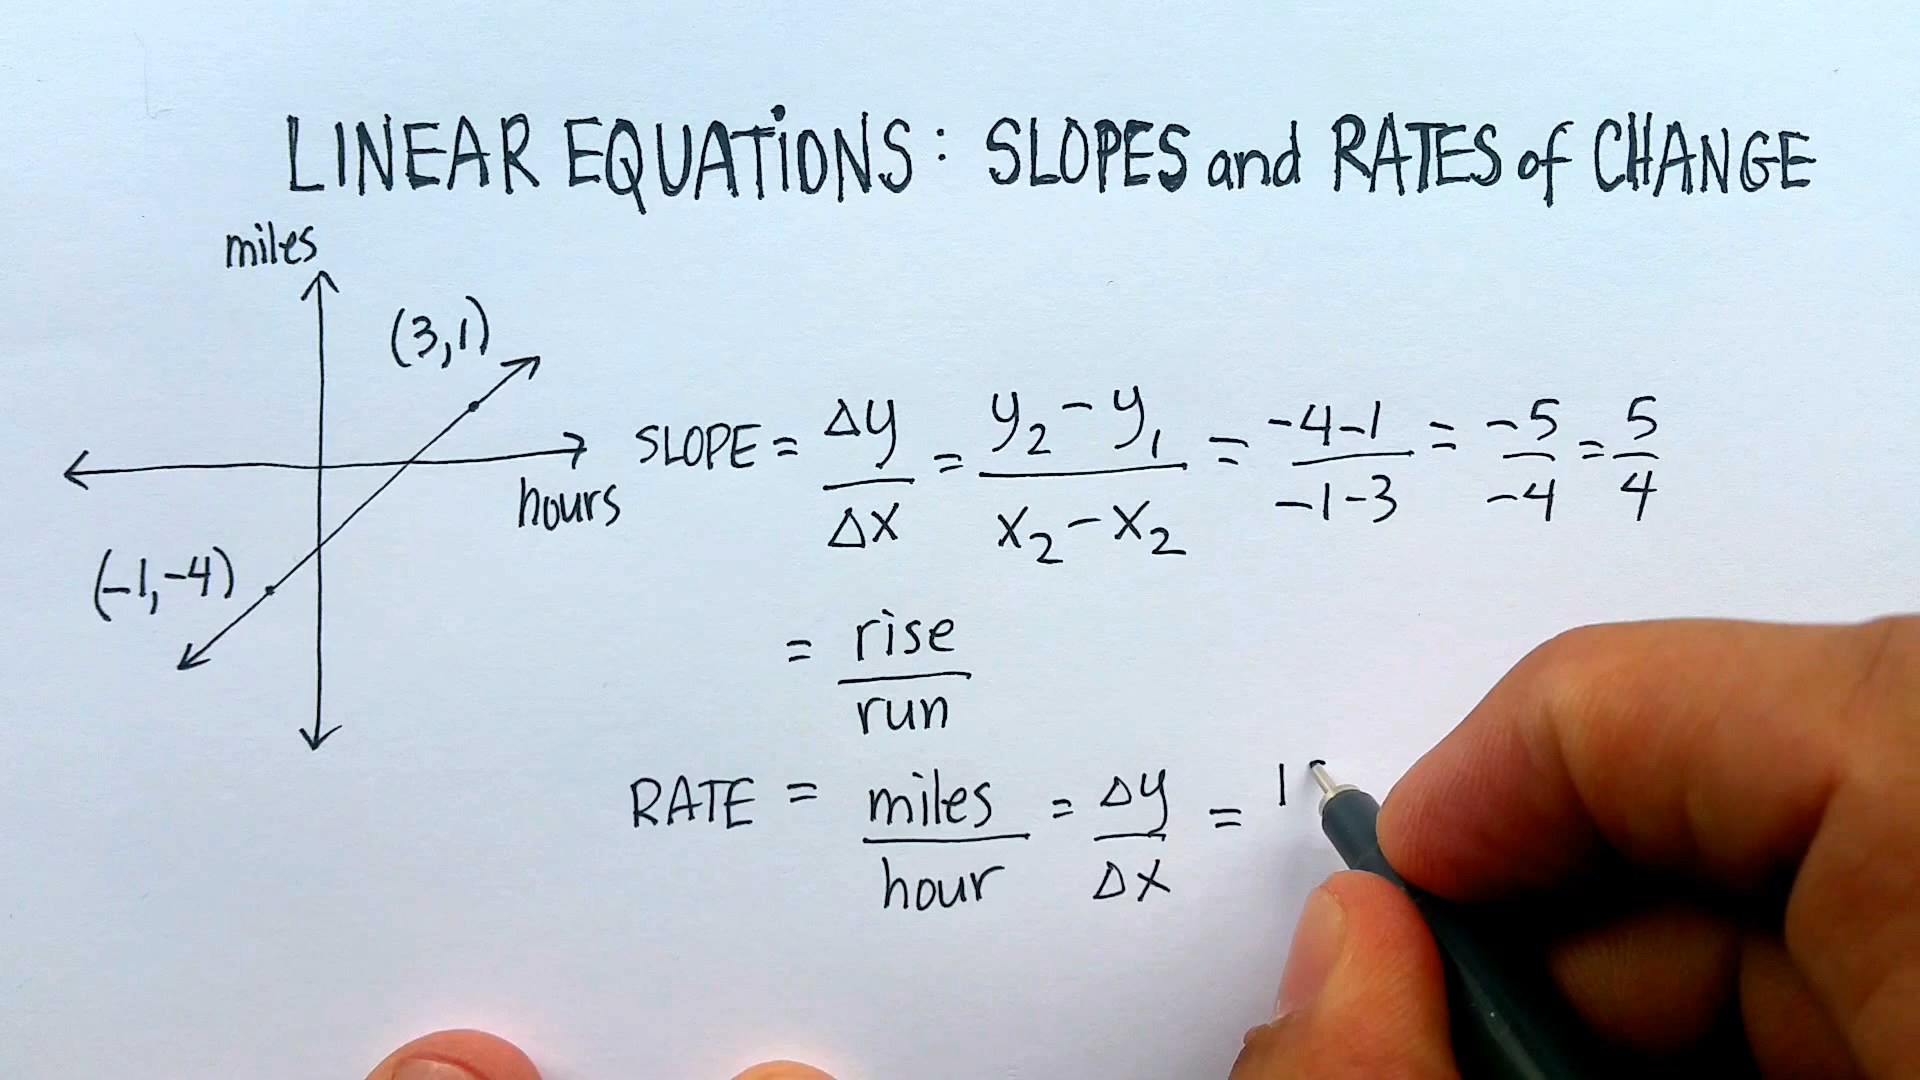 LINEAR EQUATIONS: SLOPES and RATES of CHANGE
miles
(3,1)
hours
(-1,-4)
SLOPE = Δy/Δx = y₂-y₁/x₂-x₂ = -4-1/-1-3 = -5/-4 = 5/4
= rise/run
RATE = miles/hour = Δy/Δx = 1